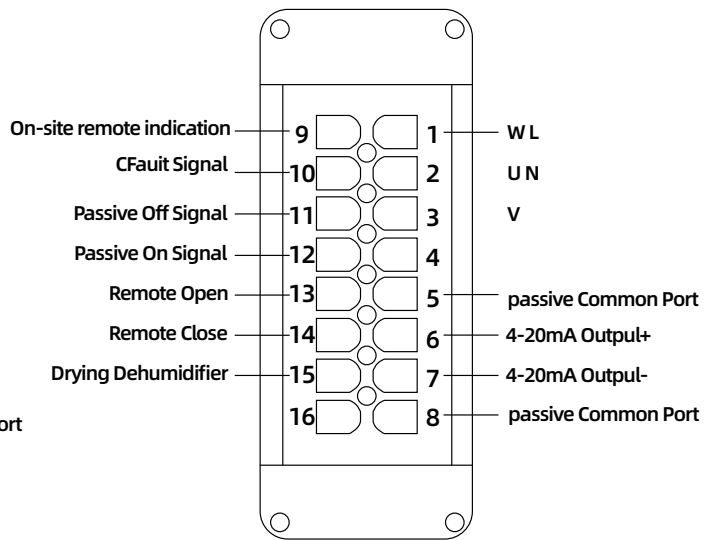 On-site remote indication 9 1 W L
CFauit Signal 10 2 U N
Passive Off Signal 11 3 V
Passive On Signal 12 4
Remote Open 13 5 passive Common Port
Remote Close 14 6 4-20mA Outpul+
Drying Dehumidifier 15 7 4-20mA Outpul-
ort 16 8 passive Common Port